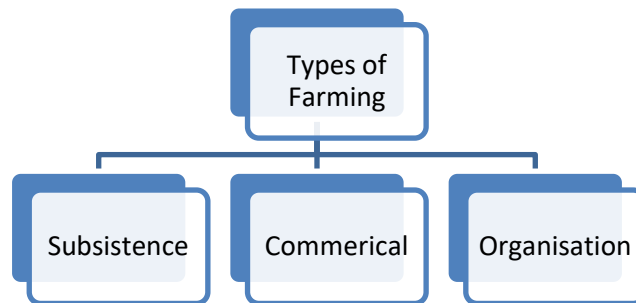 Types of
Farming
Subsistence
Commerical
Organisation